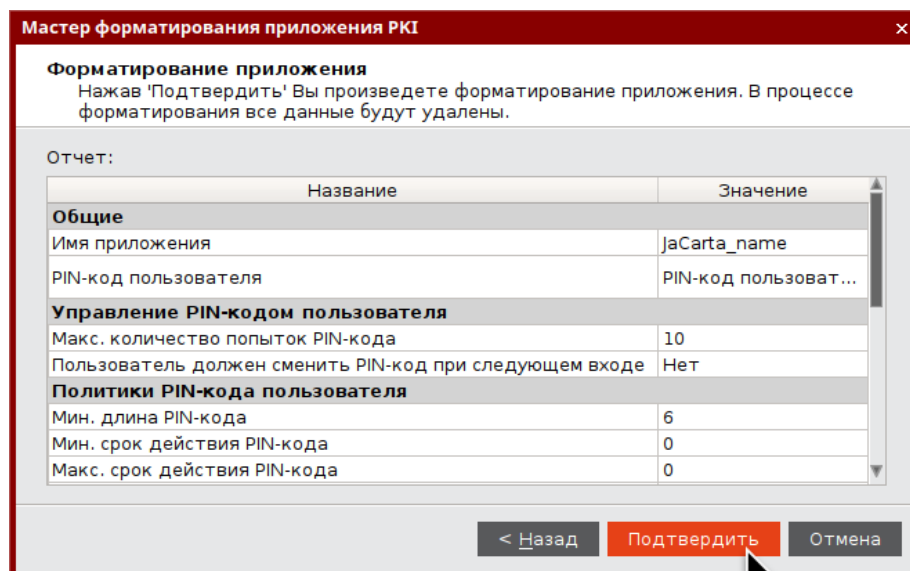 Мастер форматирования приложения PKI
Форматирование приложения
Нажав 'Подтвердить' Вы произведете форматирование приложения. В процессе
форматирования все данные будут удалены.
Отчет:
Название Значение
Общие
Имя приложения JaCarta_name
PIN-код пользователя PIN-код пользоват...
Управление PIN-кодом пользователя
Макс. количество попыток PIN-кода 10
Пользователь должен сменить PIN-код при следующем входе Нет
Политики PIN-кода пользователя
Мин. длина PIN-кода 6
Мин. срок действия PIN-кода 0
Макс. срок действия PIN-кода 0
< Назад Подтвердить Отмена